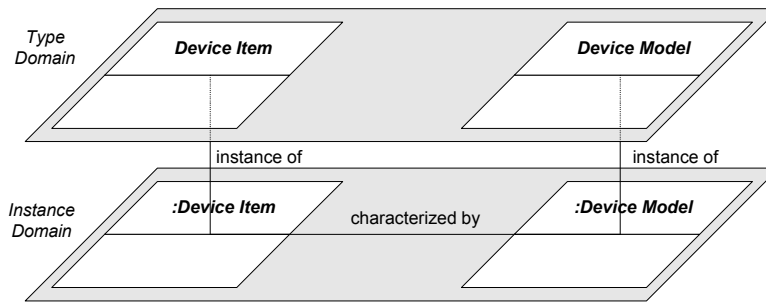 Type
Domain
Device Item
Device Model
instance of
instance of
Instance
Domain
:Device Item
:Device Model
characterized by